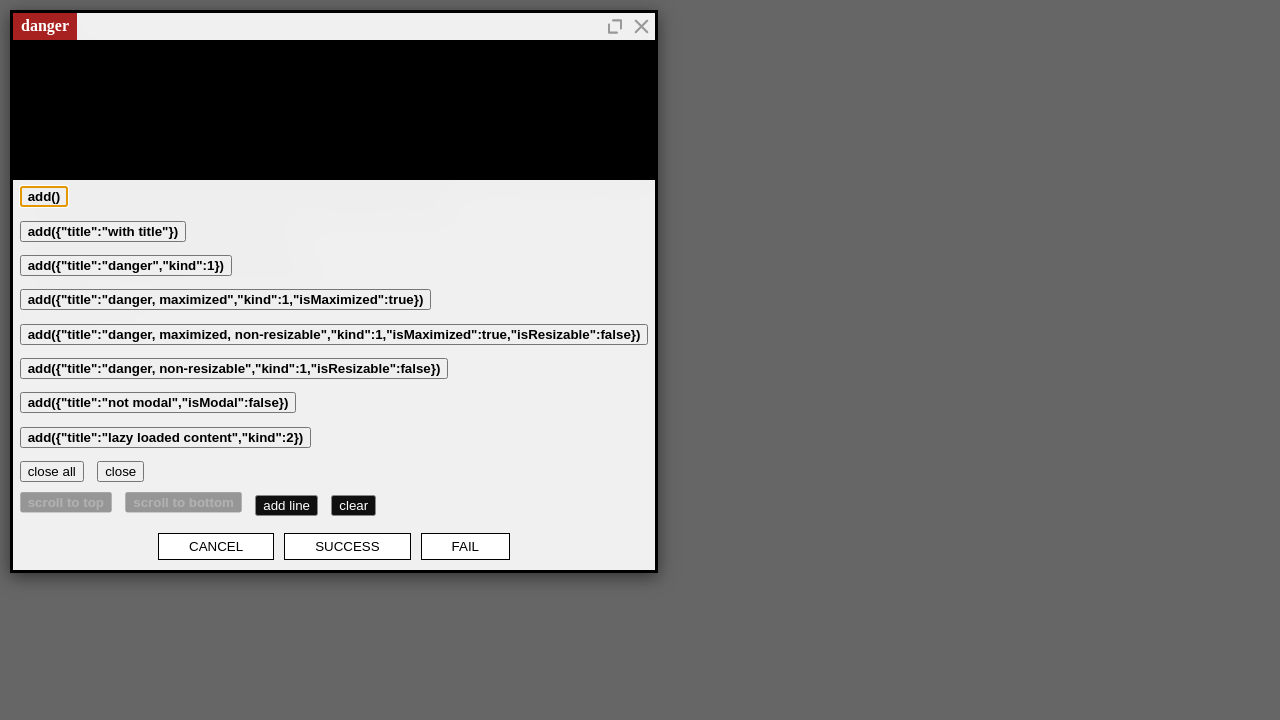 danger
add()
add({"title":"with title"})
add({"title":"danger","kind":1})
add({"title":"danger, maximized","kind":1,"isMaximized":true})
add({"title":"danger, maximized, non-resizable","kind":1,"isMaximized":true,"isResizable":false})
add({"title":"danger, non-resizable","kind":1,"isResizable":false})
add({"title":"not modal","isModal":false})
add({"title":"lazy loaded content","kind":2})
close all close
scroll to top scroll to bottom add line clear
CANCEL SUCCESS FAIL